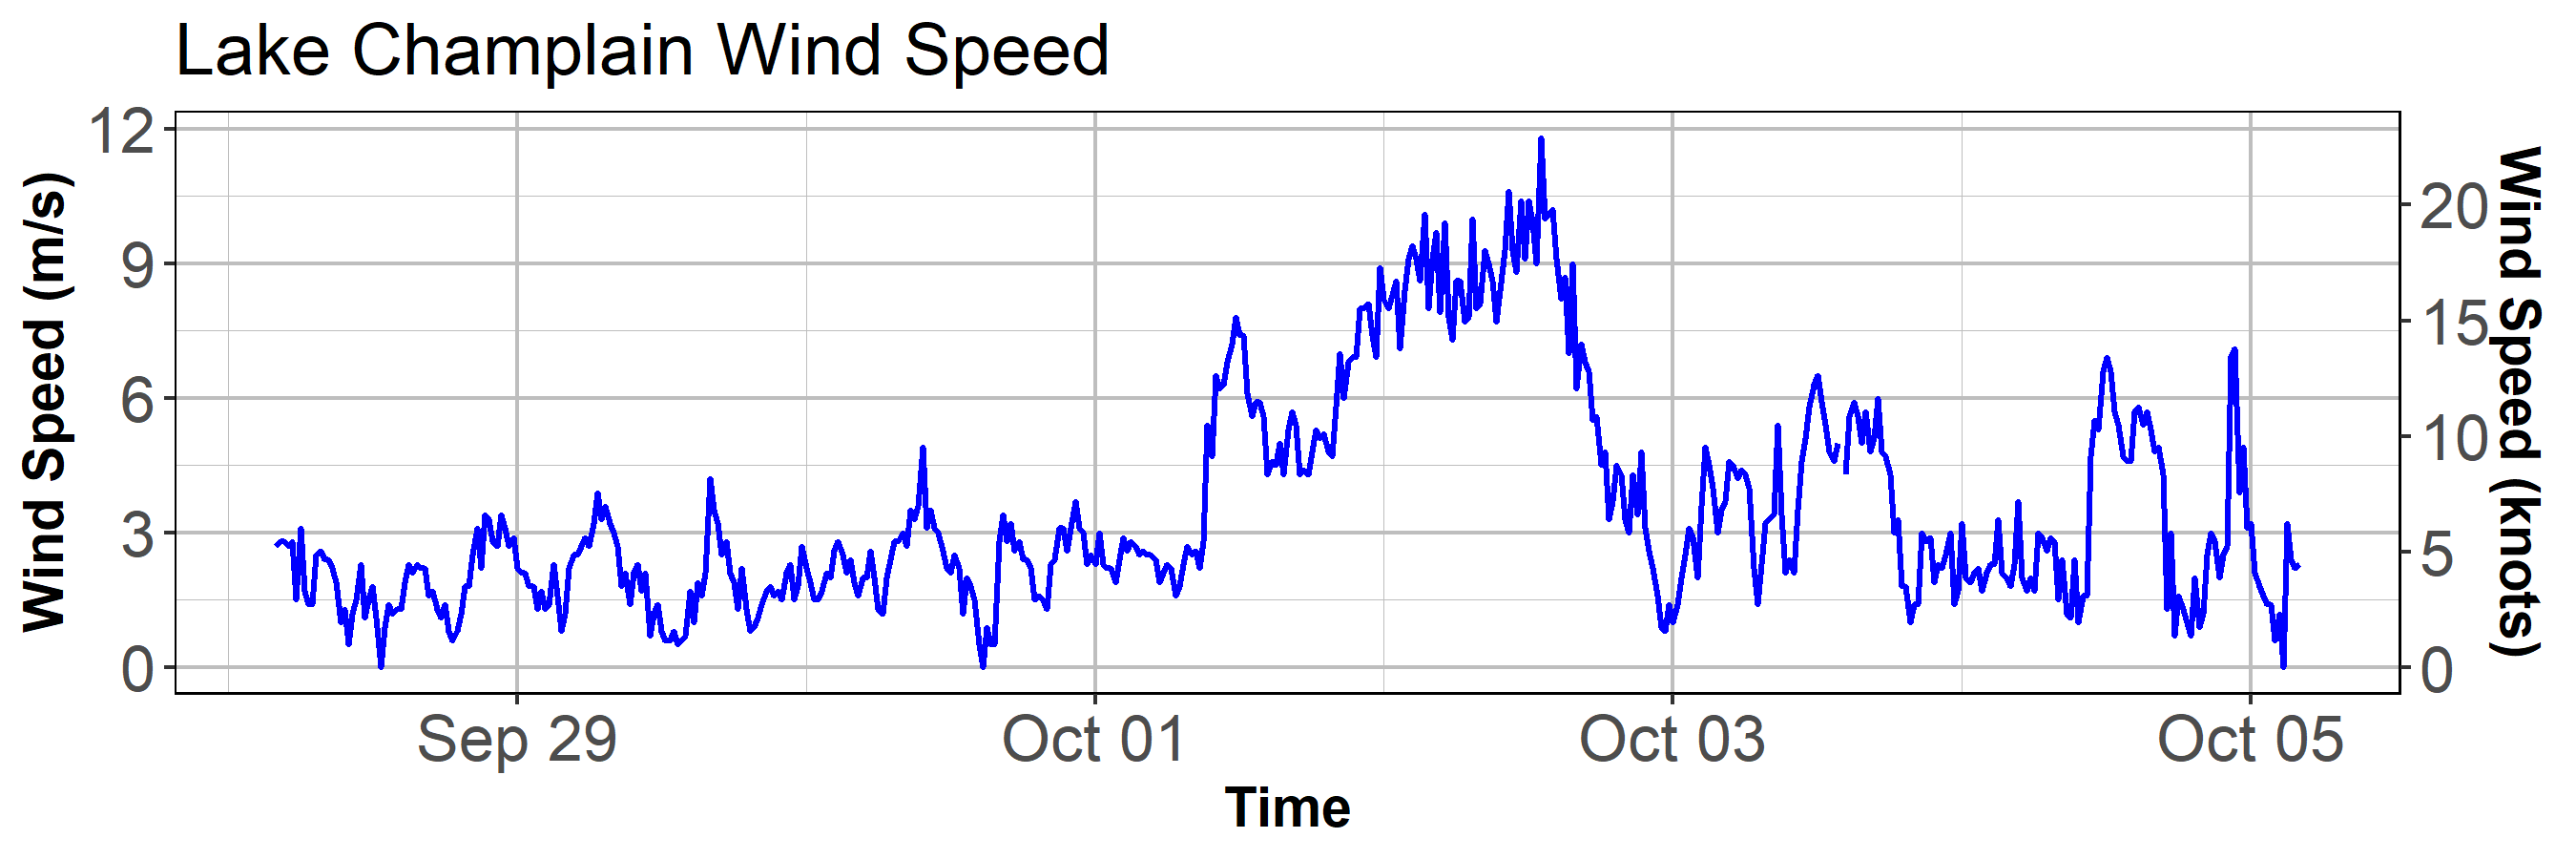 Lake Champlain Wind Speed
Wind Speed (m/s)
12
9
6
3
0
20
15
10
5
0
Wind Speed (knots)
Sep 29
Oct 01
Oct 03
Oct 05
Time